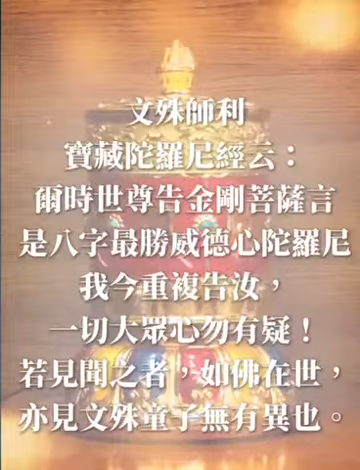 文殊師利
寶藏陀羅尼經云：
爾時世尊告金剛菩薩言
是八字最勝威德心陀羅尼
我今重複告汝，
一切大眾心勿有疑！
若見聞之者，如佛在世，
亦見文殊童子無有異也。